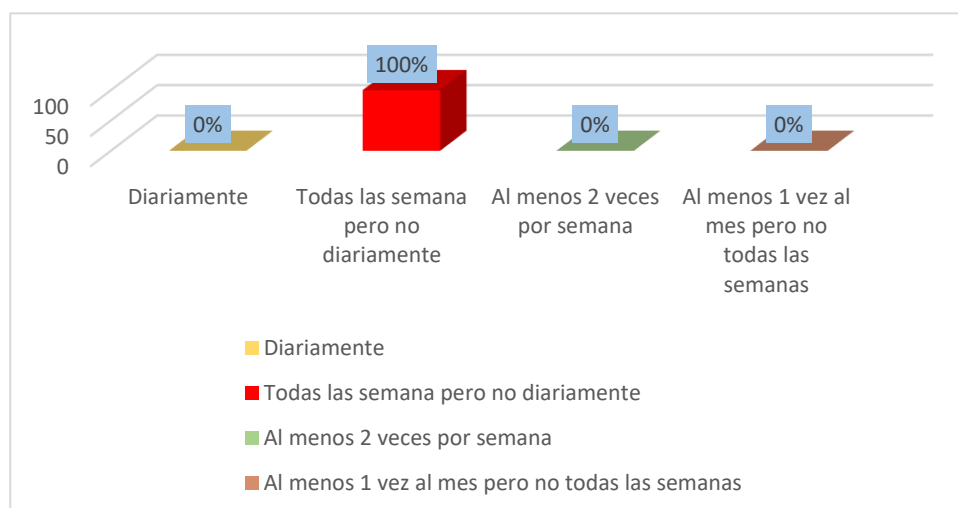 100%
100
50
0
0%
0%
0%
Diariamente
Todas las semana
pero no
diariamente
Al menos 2 veces
por semana
Al menos 1 vez al
mes pero no
todas las
semanas
Diariamente
Todas las semana pero no diariamente
Al menos 2 veces por semana
Al menos 1 vez al mes pero no todas las semanas